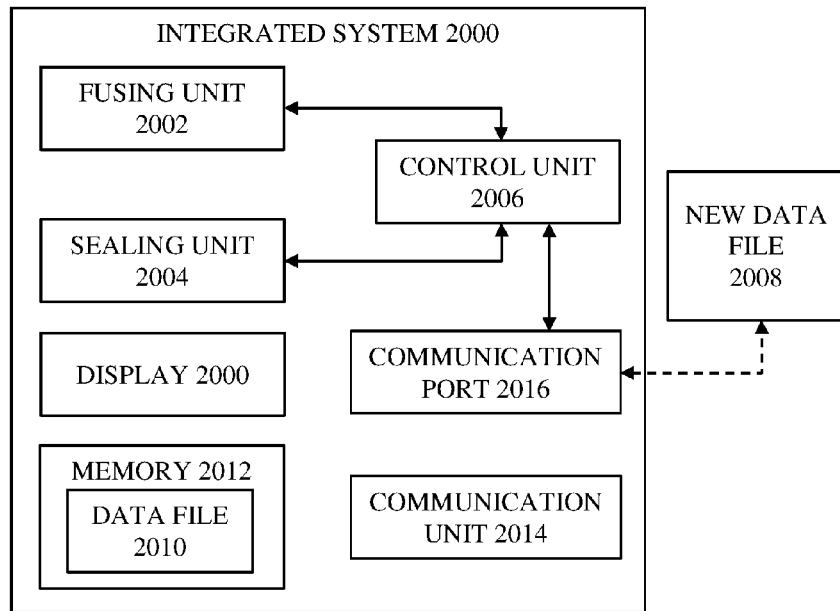 INTEGRATED SYSTEM 2000
FUSING UNIT
2002
CONTROL UNIT
2006
NEW DATA
FILE
2008
SEALING UNIT
2004
DISPLAY 2000
COMMUNICATION
PORT 2016
MEMORY 2012
DATA FILE
2010
COMMUNICATION
UNIT 2014